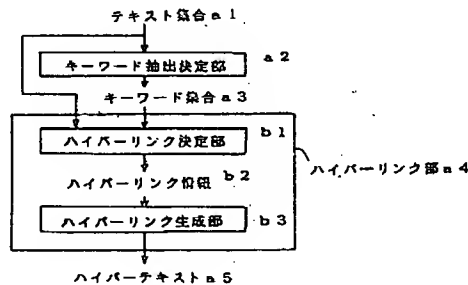 テキスト集合a1
キーワード抽出決定部 a2
キーワード集合a3
ハイパーリンク決定部 b1
ハイパーリンク部a4
ハイパーリンク情報 b2
ハイパーリンク生成部 b3
ハイパーテキストa5